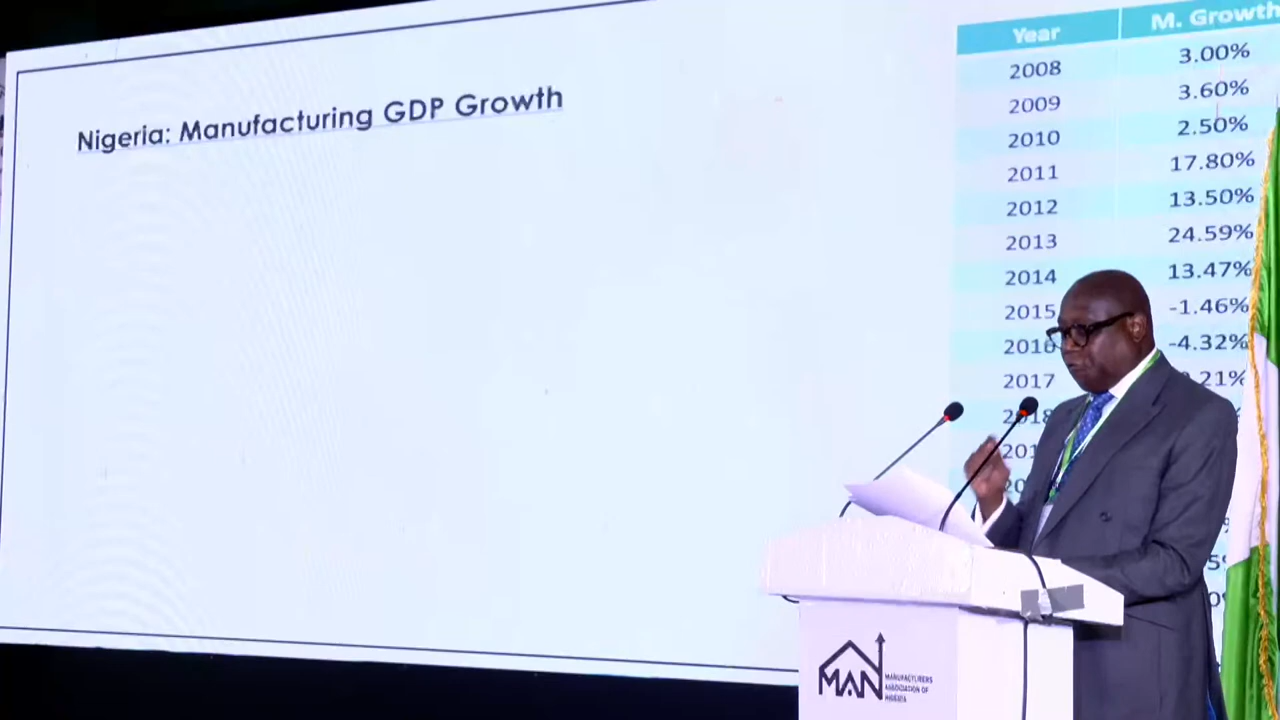 Nigeria: Manufacturing GDP Growth
Year M. Growth
2008 3.00%
2009 3.60%
2010 2.50%
2011 17.80%
2012 13.50%
2013 24.59%
2014 13.47%
2015 -1.46%
2016 -4.32%
2017
2018
MAN
MANUFACTURERS
ASSOCIATION OF
NIGERIA